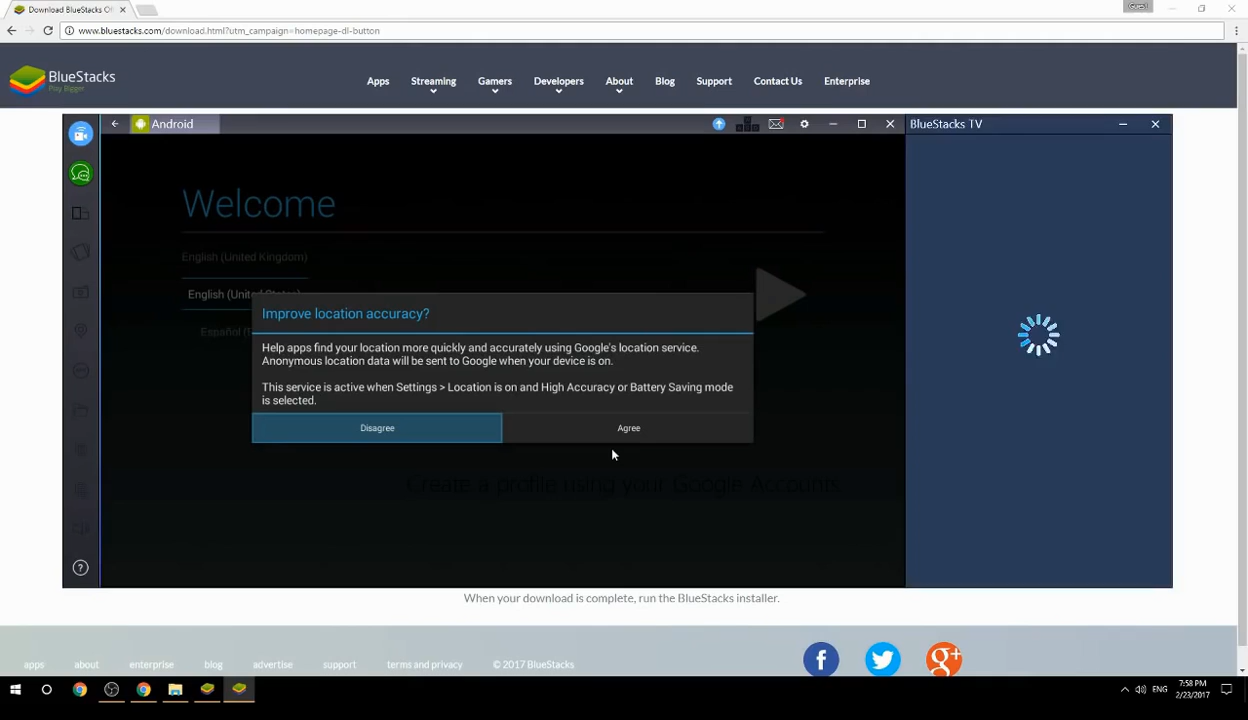 Download BlueStacks Of
Guest
www.bluestacks.com/download.html?utm_campaign=homepage-dl-button
BlueStacks
Play Bigger
Apps
Streaming
Gamers
Developers
About
Blog
Support
Contact Us
Enterprise
Android
BlueStacks TV
Welcome
English (United Kingdom)
English (United States)
Español (
Improve location accuracy?
Help apps find your location more quickly and accurately using Google's location service.
Anonymous location data will be sent to Google when your device is on.
This service is active when Settings > Location is on and High Accuracy or Battery Saving mode
is selected.
Disagree
Agree
Create a profile using your Google Accounts
?
When your download is complete, run the BlueStacks installer.
apps
about
enterprise
blog
advertise
support
terms and privacy
© 2017 BlueStacks
f
g+
ENG
7:58 PM
2/23/2017